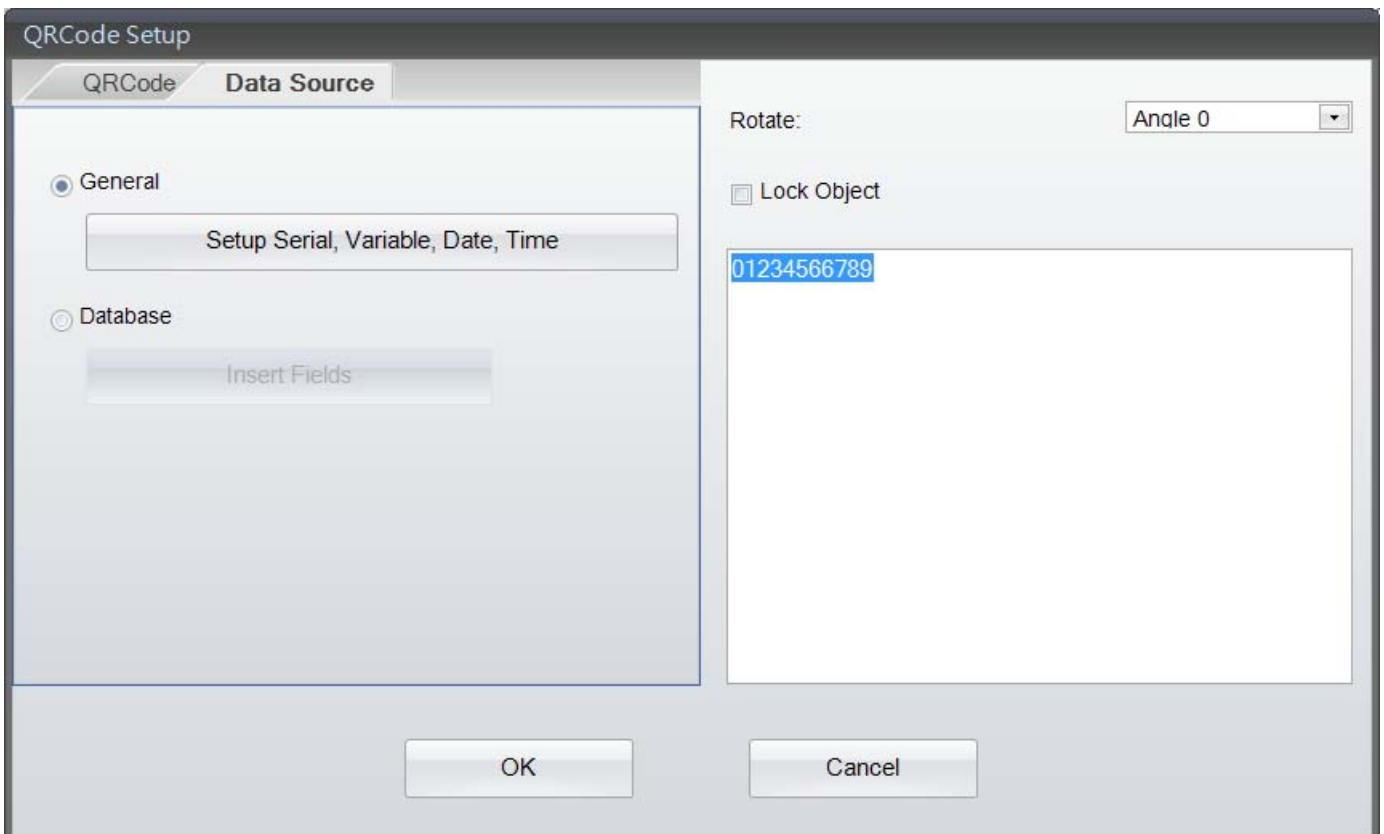 QRCode Setup
QRCode
Data Source
General
Setup Serial, Variable, Date, Time
Database
Insert Fields
Rotate:
Angle 0
Lock Object
01234566789
OK
Cancel